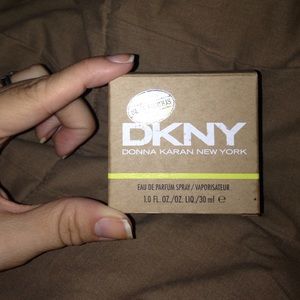 DKNY
DONNA KARAN NEW YORK
EAU DE PARFUM SPRAY / VAPORISATEUR
1.0 FL. OZ./OZ. LIQ./30 ml ℮